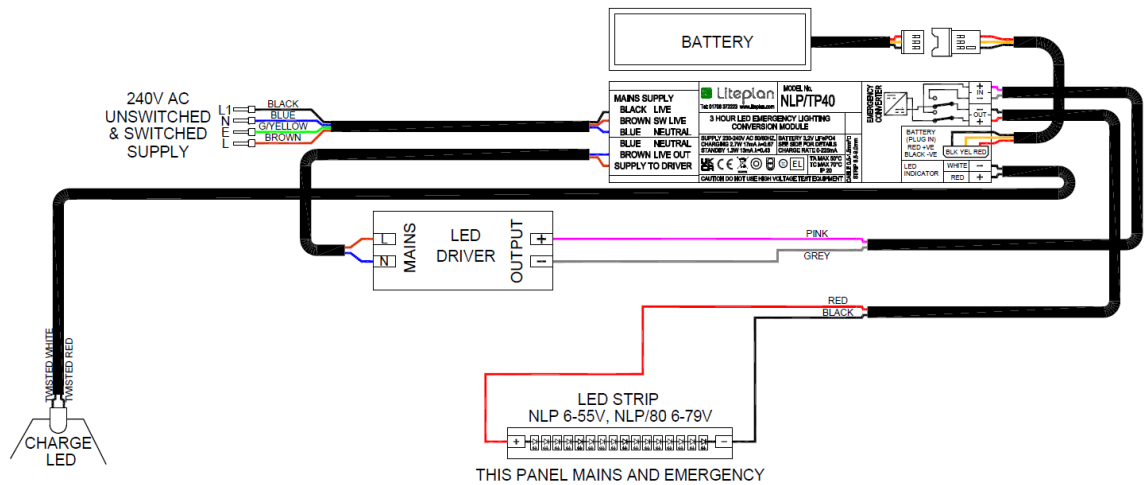 BATTERY
240V AC
UNSWITCHED
& SWITCHED
SUPPLY
L1 BLACK
N BLUE
E G/YELLOW
L BROWN
MAINS SUPPLY
BLACK LIVE
BROWN SW LIVE
BLUE NEUTRAL
BLUE NEUTRAL
BROWN LIVE OUT
SUPPLY TO DRIVER
Liteplan
MODEL No.
NLP/TP40
3 HOUR LED EMERGENCY LIGHTING
CONVERSION MODULE
CAUTION DO NOT USE HIGH VOLTAGE TEST EQUIPMENT
EMERGENCY
CONVERTER
+
IN
−
−
OUT
+
BATTERY
(PLUG IN)
RED +VE
BLACK -VE
BLK YEL RED
LED
INDICATOR
WHITE −
RED +
L
N
MAINS
LED
DRIVER
OUTPUT
+
−
PINK
GREY
RED
BLACK
TWISTED WHITE
TWISTED RED
CHARGE
LED
LED STRIP
NLP 6-55V, NLP/80 6-79V
+ −
THIS PANEL MAINS AND EMERGENCY